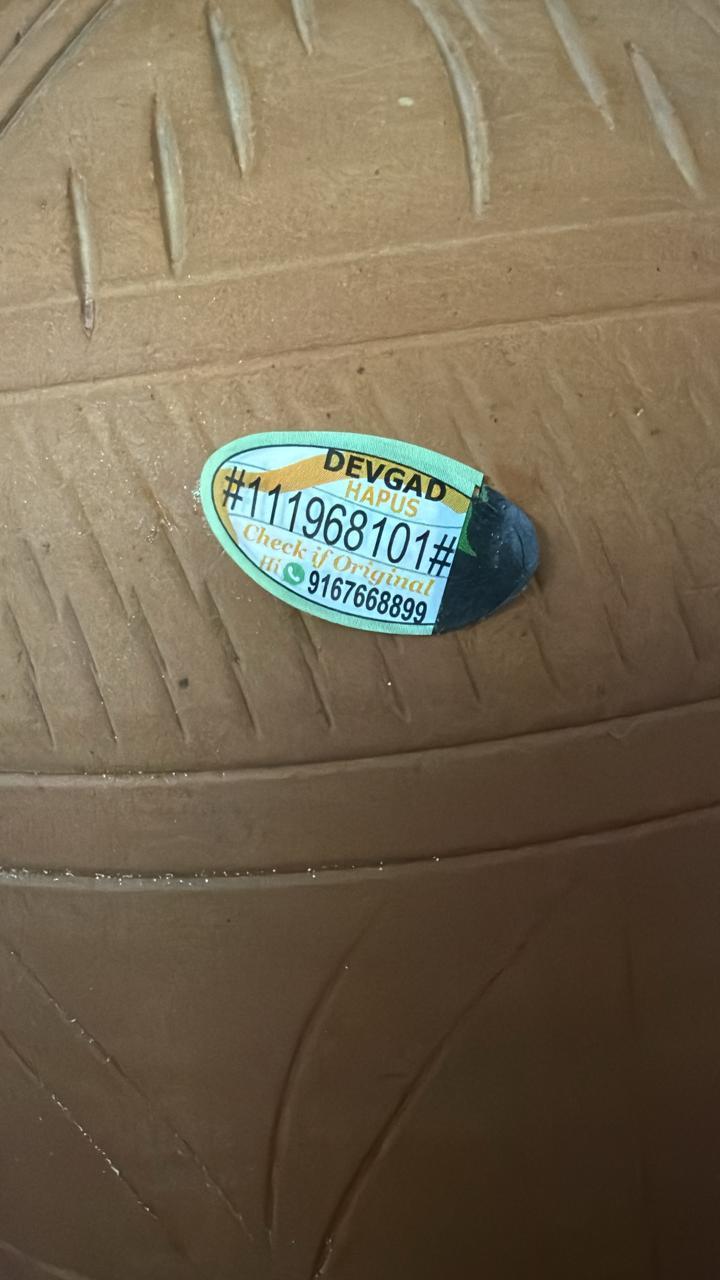 DEVGAD
HAPUS
#111968101#
Check if Original
Hi 9167668899